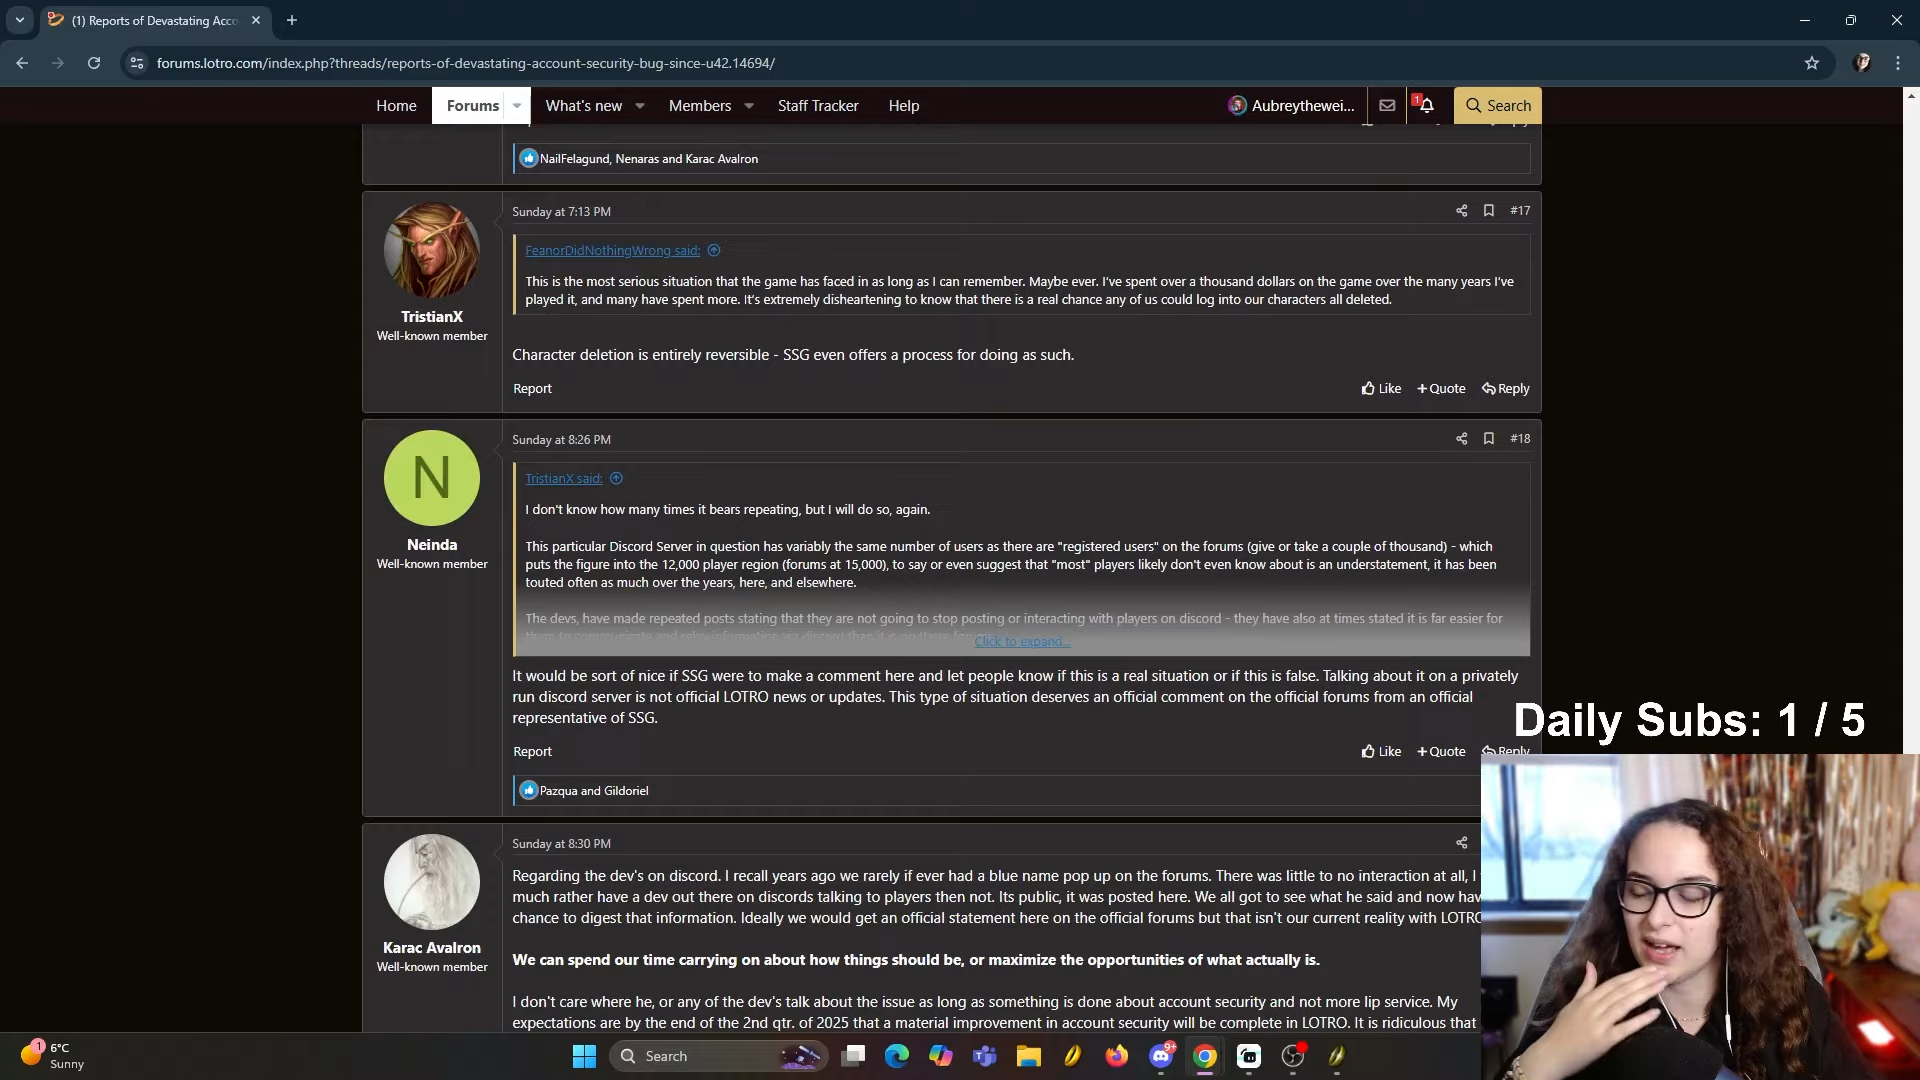 (1) Reports of Devastating Acco
forums.lotro.com/index.php?threads/reports-of-devastating-account-security-bug-since-u42.14694/
Home
Forums
What's new
Members
Staff Tracker
Help
Aubreythewei...
1
Search
NailFelagund, Nenaras and Karac Avalron
TristianX
Well-known member
Sunday at 7:13 PM
#17
FeanorDidNothingWrong said:
This is the most serious situation that the game has faced in as long as I can remember. Maybe ever. I've spent over a thousand dollars on the game over the many years I've
played it, and many have spent more. It's extremely disheartening to know that there is a real chance any of us could log into our characters all deleted.
Character deletion is entirely reversible - SSG even offers a process for doing as such.
Report
Like
+Quote
Reply
N
Neinda
Well-known member
Sunday at 8:26 PM
#18
TristianX said:
I don't know how many times it bears repeating, but I will do so, again.
This particular Discord Server in question has variably the same number of users as there are "registered users" on the forums (give or take a couple of thousand) - which
puts the figure into the 12,000 player region (forums at 15,000), to say or even suggest that "most" players likely don't even know about is an understatement, it has been
touted often as much over the years, here, and elsewhere.
The devs, have made repeated posts stating that they are not going to stop posting or interacting with players on discord - they have also at times stated it is far easier for
Click to expand...
It would be sort of nice if SSG were to make a comment here and let people know if this is a real situation or if this is false. Talking about it on a privately
run discord server is not official LOTRO news or updates. This type of situation deserves an official comment on the official forums from an official
representative of SSG.
Report
Like
+Quote
Reply
Pazqua and Gildoriel
Daily Subs: 1 / 5
Karac Avalron
Well-known member
Sunday at 8:30 PM
Regarding the dev's on discord. I recall years ago we rarely if ever had a blue name pop up on the forums. There was little to no interaction at all, I
much rather have a dev out there on discords talking to players then not. Its public, it was posted here. We all got to see what he said and now hav
chance to digest that information. Ideally we would get an official statement here on the official forums but that isn't our current reality with LOTRO
We can spend our time carrying on about how things should be, or maximize the opportunities of what actually is.
I don't care where he, or any of the dev's talk about the issue as long as something is done about account security and not more lip service. My
expectations are by the end of the 2nd qtr. of 2025 that a material improvement in account security will be complete in LOTRO. It is ridiculous that
1
6°C
Sunny
Search
9+